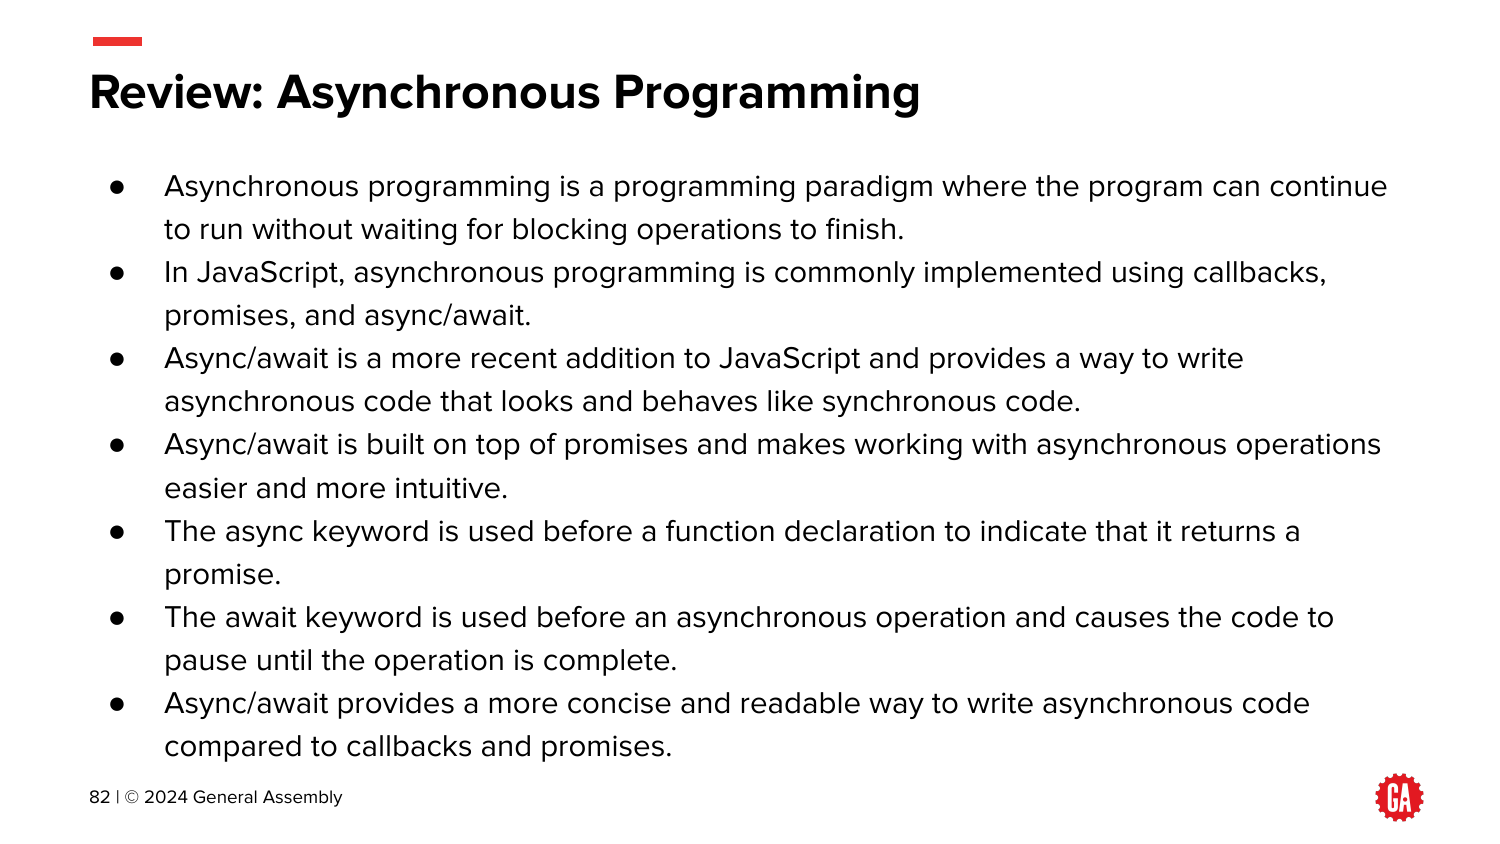 Review: Asynchronous Programming
● Asynchronous programming is a programming paradigm where the program can continue
to run without waiting for blocking operations to finish.
● In JavaScript, asynchronous programming is commonly implemented using callbacks,
promises, and async/await.
● Async/await is a more recent addition to JavaScript and provides a way to write
asynchronous code that looks and behaves like synchronous code.
● Async/await is built on top of promises and makes working with asynchronous operations
easier and more intuitive.
● The async keyword is used before a function declaration to indicate that it returns a
promise.
● The await keyword is used before an asynchronous operation and causes the code to
pause until the operation is complete.
● Async/await provides a more concise and readable way to write asynchronous code
compared to callbacks and promises.
82 | © 2024 General Assembly
GA